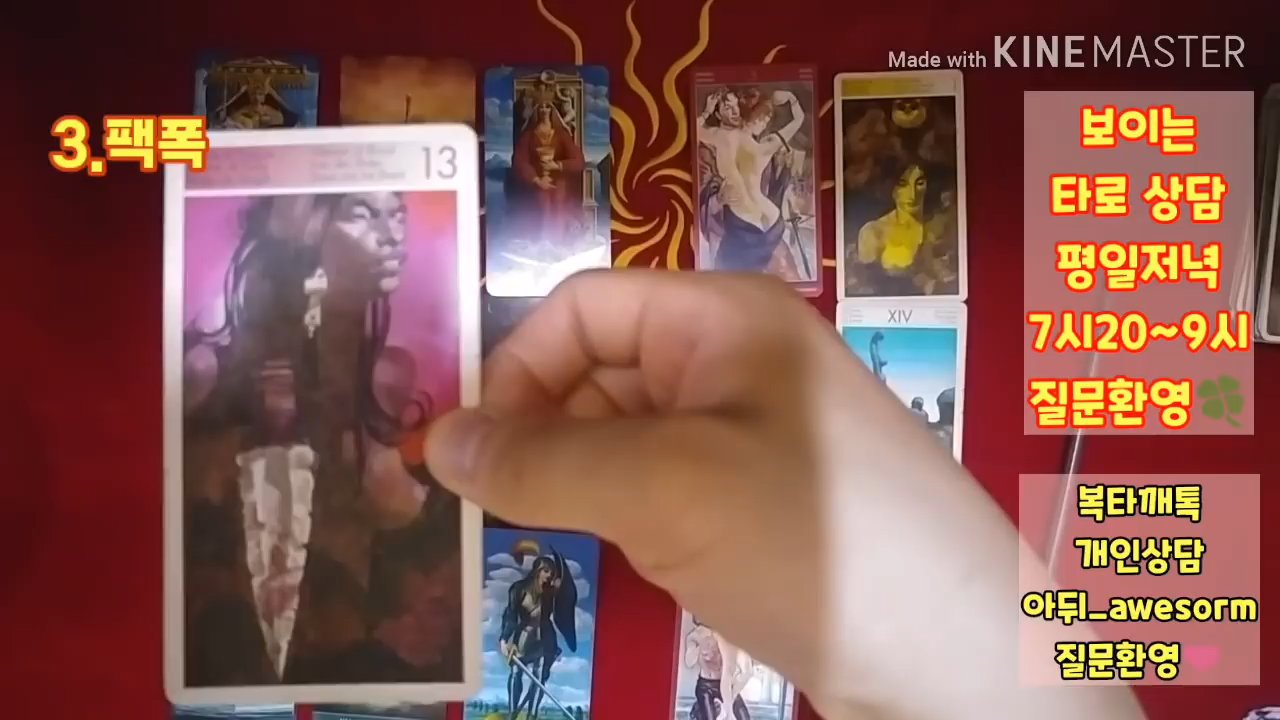 Made with KINEMASTER
3.팩폭
13
XIV
보이는
타로 상담
평일저녁
7시20~9시
질문환영
복타깨톡
개인상담
아뒤_awesorm
질문환영